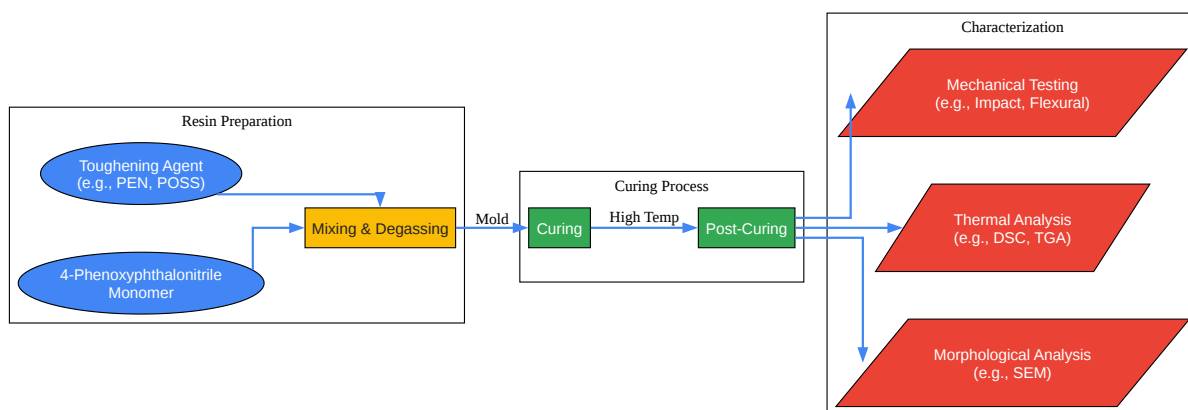 Resin Preparation
Toughening Agent
(e.g., PEN, POSS)
4-Phenoxyphthalonitrile
Monomer
Mixing & Degassing
Mold
Curing Process
Curing
High Temp
Post-Curing
Characterization
Mechanical Testing
(e.g., Impact, Flexural)
Thermal Analysis
(e.g., DSC, TGA)
Morphological Analysis
(e.g., SEM)